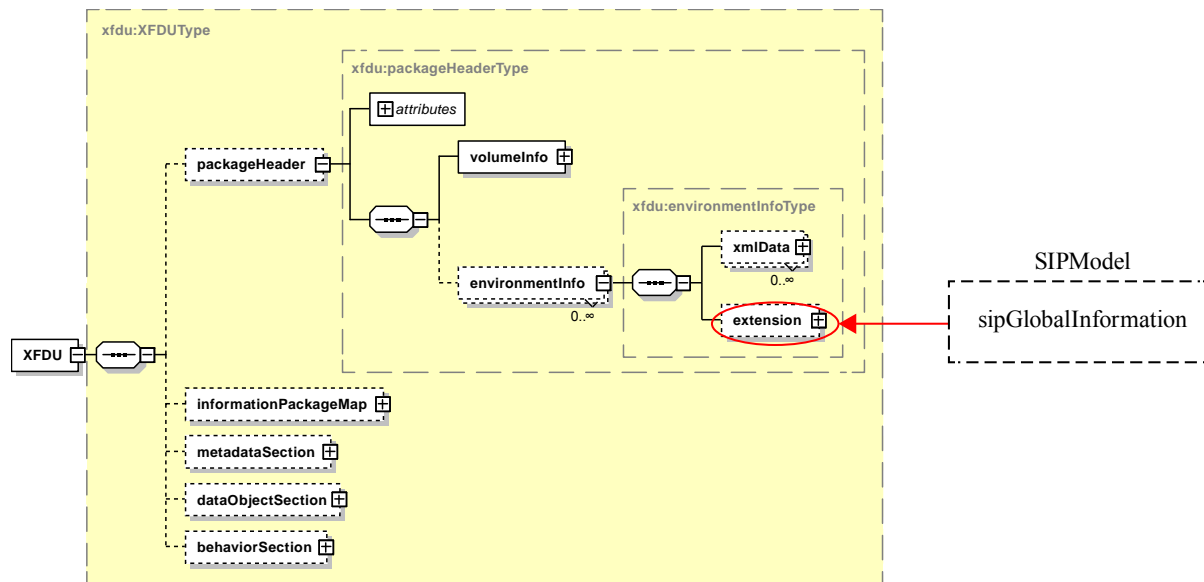 xfdu:XFDUType
xfdu:packageHeaderType
attributes
packageHeader
volumeInfo
xfdu:environmentInfoType
xmlData
0..∞
environmentInfo
0..∞
extension
SIPModel
sipGlobalInformation
XFDU
informationPackageMap
metadataSection
dataObjectSection
behaviorSection